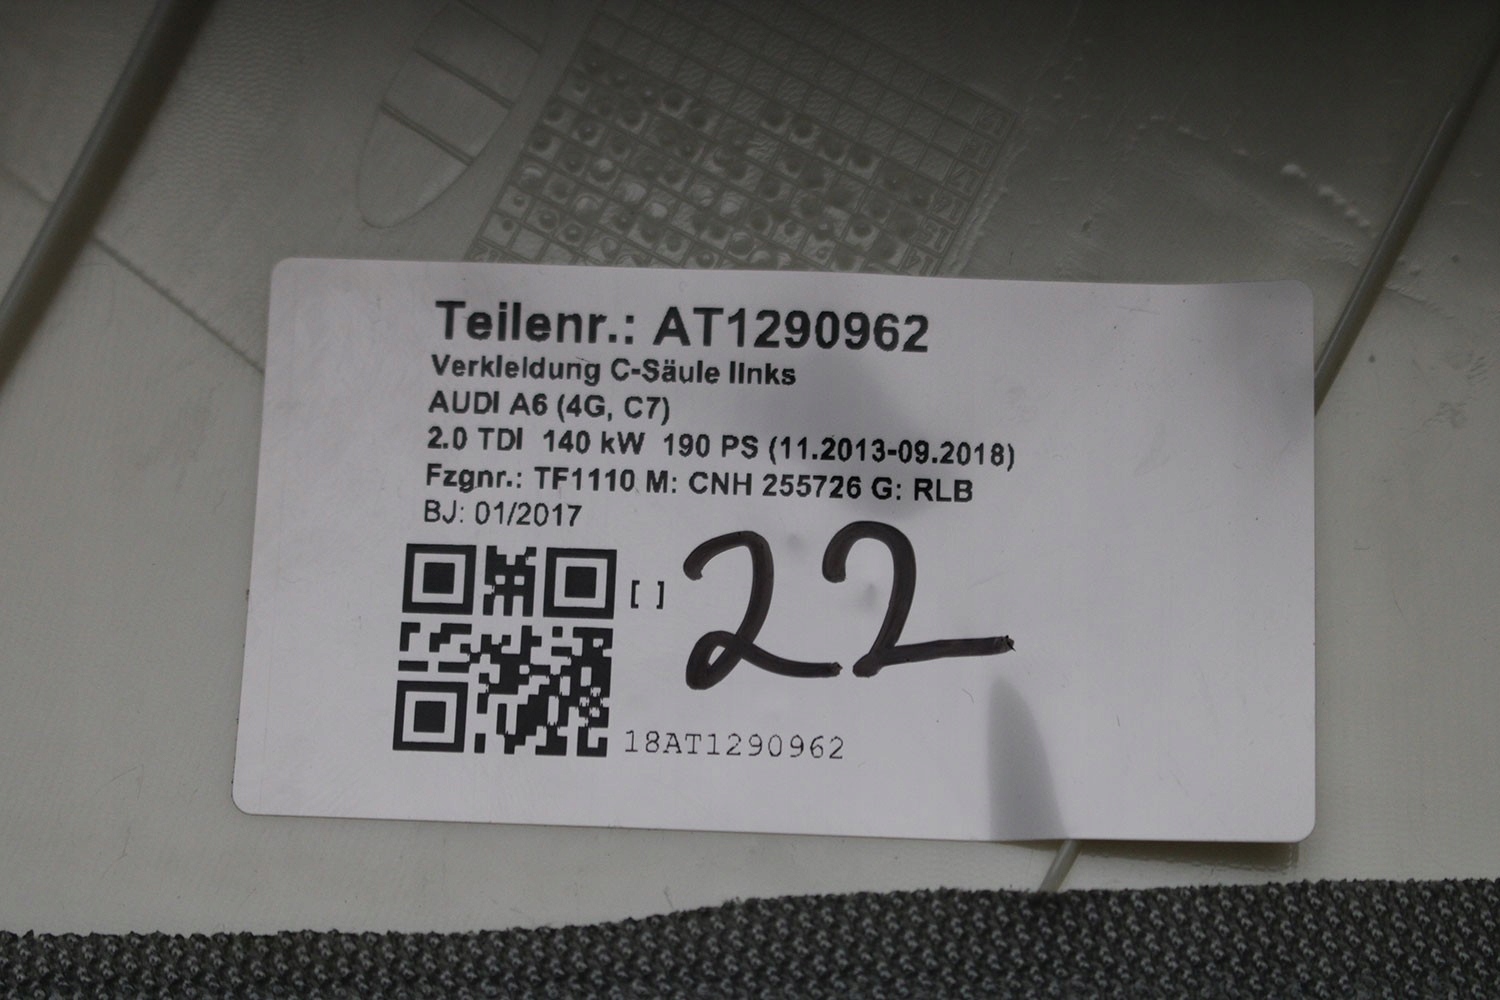 Teilenr.: AT1290962
Verkleidung C-Säule links
AUDI A6 (4G, C7)
2.0 TDI 140 kW 190 PS (11.2013-09.2018)
Fzgnr.: TF1110 M: CNH 255726 G: RLB
BJ: 01/2017
[ ]
22
18AT1290962